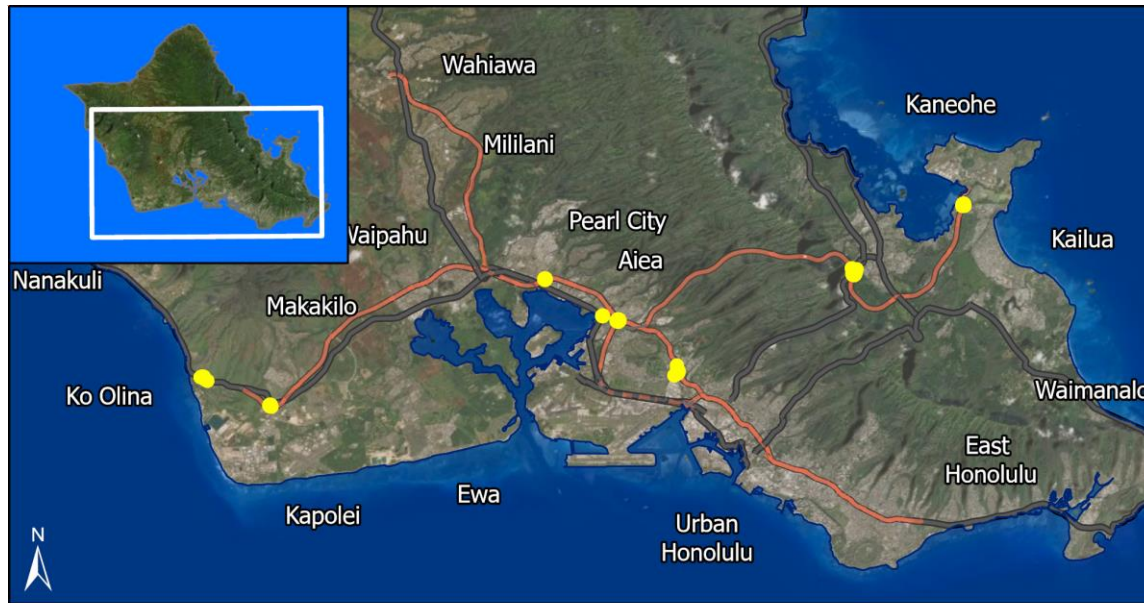 Wahiawa
Kaneohe
Mililani
Pearl City
Waipahu
Aiea
Kailua
Nanakuli
Makakilo
Ko Olina
Waimanalo
East
Honolulu
Ewa
Kapolei
Urban
Honolulu
N